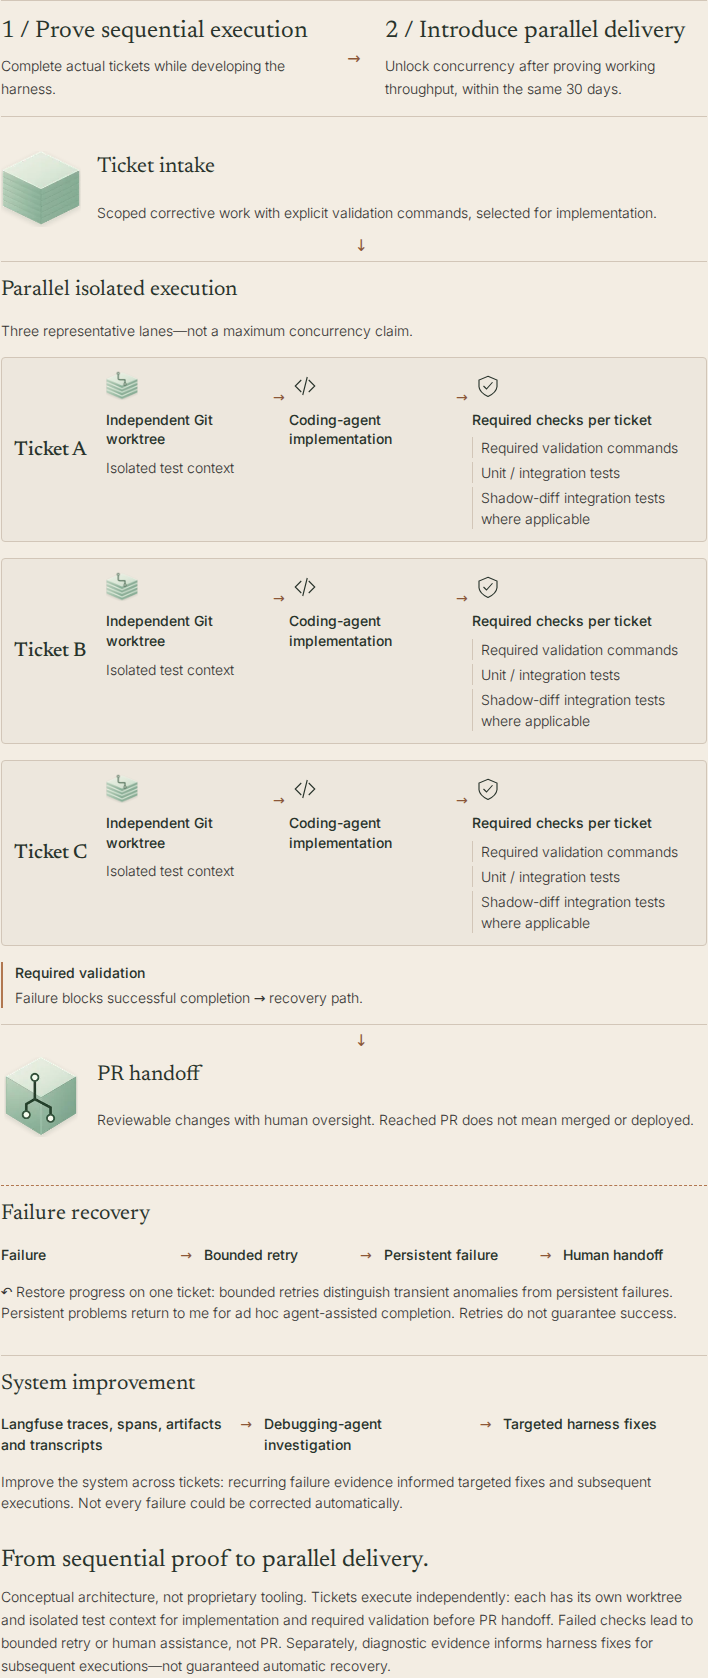 1 / Prove sequential execution
Complete actual tickets while developing the
harness.
→
2 / Introduce parallel delivery
Unlock concurrency after proving working
throughput, within the same 30 days.
Ticket intake
Scoped corrective work with explicit validation commands, selected for implementation.
↓
Parallel isolated execution
Three representative lanes—not a maximum concurrency claim.
Ticket A
Independent Git
worktree
Isolated test context
→
Coding-agent
implementation
→
Required checks per ticket
Required validation commands
Unit / integration tests
Shadow-diff integration tests
where applicable
Ticket B
Independent Git
worktree
Isolated test context
→
Coding-agent
implementation
→
Required checks per ticket
Required validation commands
Unit / integration tests
Shadow-diff integration tests
where applicable
Ticket C
Independent Git
worktree
Isolated test context
→
Coding-agent
implementation
→
Required checks per ticket
Required validation commands
Unit / integration tests
Shadow-diff integration tests
where applicable
Required validation
Failure blocks successful completion → recovery path.
↓
PR handoff
Reviewable changes with human oversight. Reached PR does not mean merged or deployed.
Failure recovery
Failure → Bounded retry → Persistent failure → Human handoff
↶ Restore progress on one ticket: bounded retries distinguish transient anomalies from persistent failures.
Persistent problems return to me for ad hoc agent-assisted completion. Retries do not guarantee success.
System improvement
Langfuse traces, spans, artifacts
and transcripts
→
Debugging-agent
investigation
→
Targeted harness fixes
Improve the system across tickets: recurring failure evidence informed targeted fixes and subsequent
executions. Not every failure could be corrected automatically.
From sequential proof to parallel delivery.
Conceptual architecture, not proprietary tooling. Tickets execute independently: each has its own worktree
and isolated test context for implementation and required validation before PR handoff. Failed checks lead to
bounded retry or human assistance, not PR. Separately, diagnostic evidence informs harness fixes for
subsequent executions—not guaranteed automatic recovery.